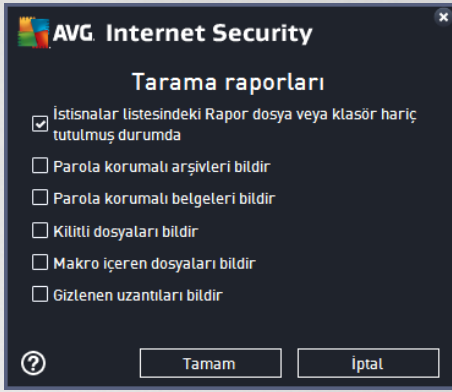 AVG Internet Security
Tarama raporları
İstisnalar listesindeki Rapor dosya veya klasör hariç
tutulmuş durumda
Parola korumalı arşivleri bildir
Parola korumalı belgeleri bildir
Kilitli dosyaları bildir
Makro içeren dosyaları bildir
Gizlenen uzantıları bildir
?
Tamam
İptal